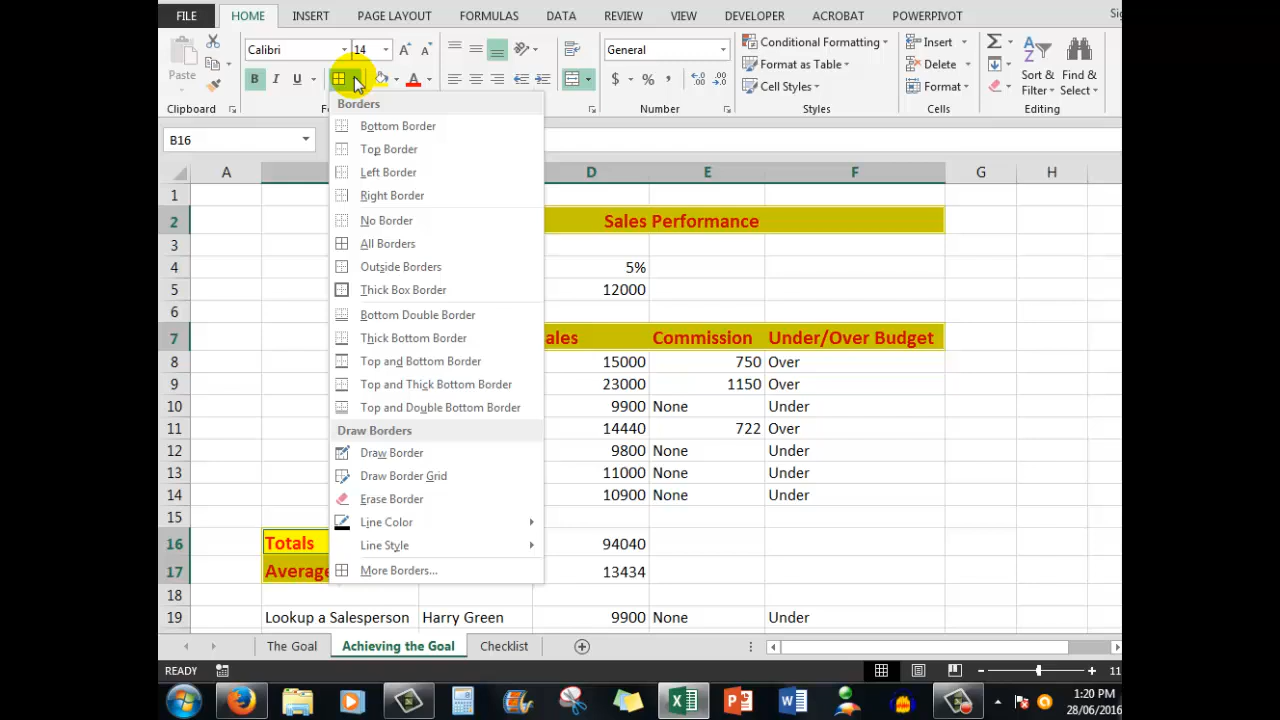 FILE HOME INSERT PAGE LAYOUT FORMULAS DATA REVIEW VIEW DEVELOPER ACROBAT POWERPIVOT
Calibri 14 General Conditional Formatting Insert
Paste B I U A $ % , Format as Table Delete Sort & Find &
Cell Styles Format Filter Select
Clipboard Number Styles Cells Editing
B16
Borders
Bottom Border
Top Border
Left Border
Right Border
No Border
All Borders
Outside Borders
Thick Box Border
Bottom Double Border
Thick Bottom Border
Top and Bottom Border
Top and Thick Bottom Border
Top and Double Bottom Border
Draw Borders
Draw Border
Draw Border Grid
Erase Border
Line Color
Line Style
More Borders...
A D E F G H
1
2 Sales Performance
3
4 5%
5 12000
6
7 ales Commission Under/Over Budget
8 15000 750 Over
9 23000 1150 Over
10 9900 None Under
11 14440 722 Over
12 9800 None Under
13 11000 None Under
14 10900 None Under
15
16 Totals 94040
17 Average 13434
18
19 Lookup a Salesperson Harry Green 9900 None Under
The Goal Achieving the Goal Checklist
READY 11
1:20 PM
28/06/2016